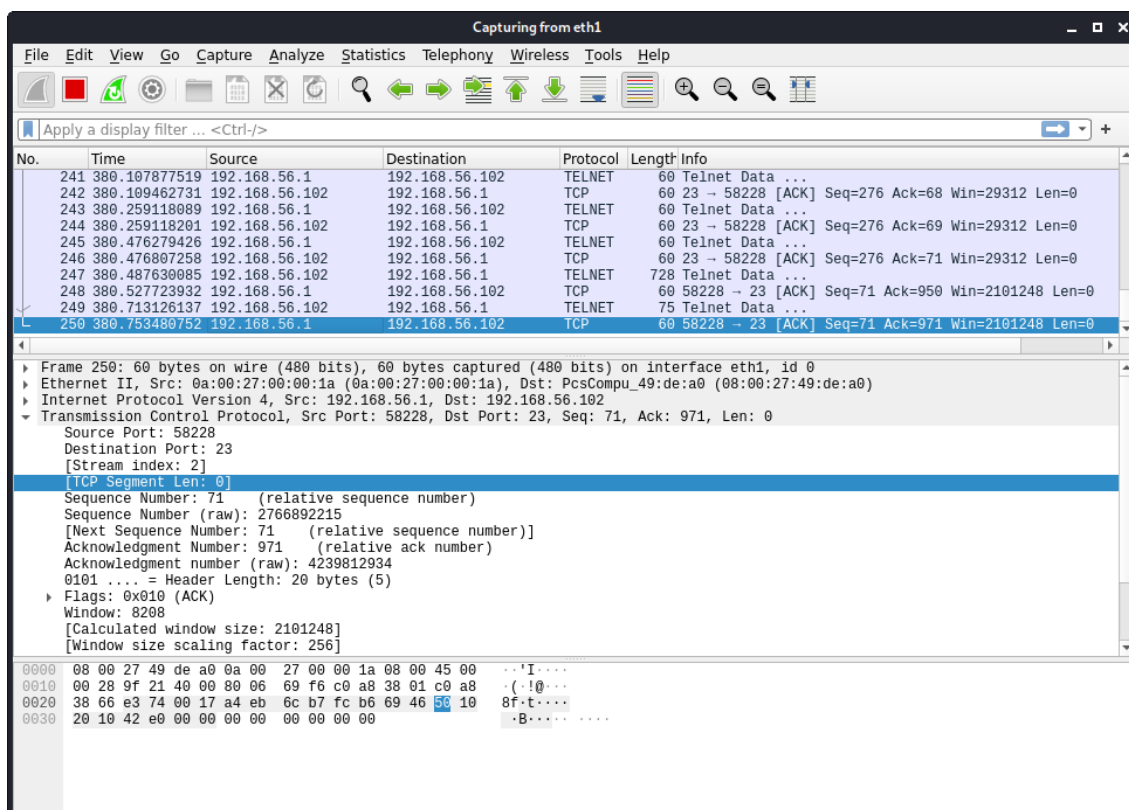 Capturing from eth1
File Edit View Go Capture Analyze Statistics Telephony Wireless Tools Help
Apply a display filter ... <Ctrl-/>
No. Time Source Destination Protocol Length Info
241 380.107877519 192.168.56.1 192.168.56.102 TELNET 60 Telnet Data ...
242 380.109462731 192.168.56.102 192.168.56.1 TCP 60 23 → 58228 [ACK] Seq=276 Ack=68 Win=29312 Len=0
243 380.259118089 192.168.56.1 192.168.56.102 TELNET 60 Telnet Data ...
244 380.259118201 192.168.56.102 192.168.56.1 TCP 60 23 → 58228 [ACK] Seq=276 Ack=69 Win=29312 Len=0
245 380.476279426 192.168.56.1 192.168.56.102 TELNET 60 Telnet Data ...
246 380.476807258 192.168.56.102 192.168.56.1 TCP 60 23 → 58228 [ACK] Seq=276 Ack=71 Win=29312 Len=0
247 380.487630085 192.168.56.102 192.168.56.1 TELNET 728 Telnet Data ...
248 380.527723932 192.168.56.1 192.168.56.102 TCP 60 58228 → 23 [ACK] Seq=71 Ack=950 Win=2101248 Len=0
249 380.713126137 192.168.56.102 192.168.56.1 TELNET 75 Telnet Data ...
250 380.753480752 192.168.56.1 192.168.56.102 TCP 60 58228 → 23 [ACK] Seq=71 Ack=971 Win=2101248 Len=0
Frame 250: 60 bytes on wire (480 bits), 60 bytes captured (480 bits) on interface eth1, id 0
Ethernet II, Src: 0a:00:27:00:00:1a (0a:00:27:00:00:1a), Dst: PcsCompu_49:de:a0 (08:00:27:49:de:a0)
Internet Protocol Version 4, Src: 192.168.56.1, Dst: 192.168.56.102
Transmission Control Protocol, Src Port: 58228, Dst Port: 23, Seq: 71, Ack: 971, Len: 0
Source Port: 58228
Destination Port: 23
[Stream index: 2]
[TCP Segment Len: 0]
Sequence Number: 71 (relative sequence number)
Sequence Number (raw): 2766892215
[Next Sequence Number: 71 (relative sequence number)]
Acknowledgment Number: 971 (relative ack number)
Acknowledgment number (raw): 4239812934
0101 .... = Header Length: 20 bytes (5)
Flags: 0x010 (ACK)
Window: 8208
[Calculated window size: 2101248]
[Window size scaling factor: 256]
0000 08 00 27 49 de a0 0a 00 27 00 00 1a 08 00 45 00 ··'I····
0010 00 28 9f 21 40 00 80 06 69 f6 c0 a8 38 01 c0 a8 ·(·!@···
0020 38 66 e3 74 00 17 a4 eb 6c b7 fc b6 69 46 50 10 8f·t····
0030 20 10 42 e0 00 00 00 00 00 00 00 00 ·B····· ····